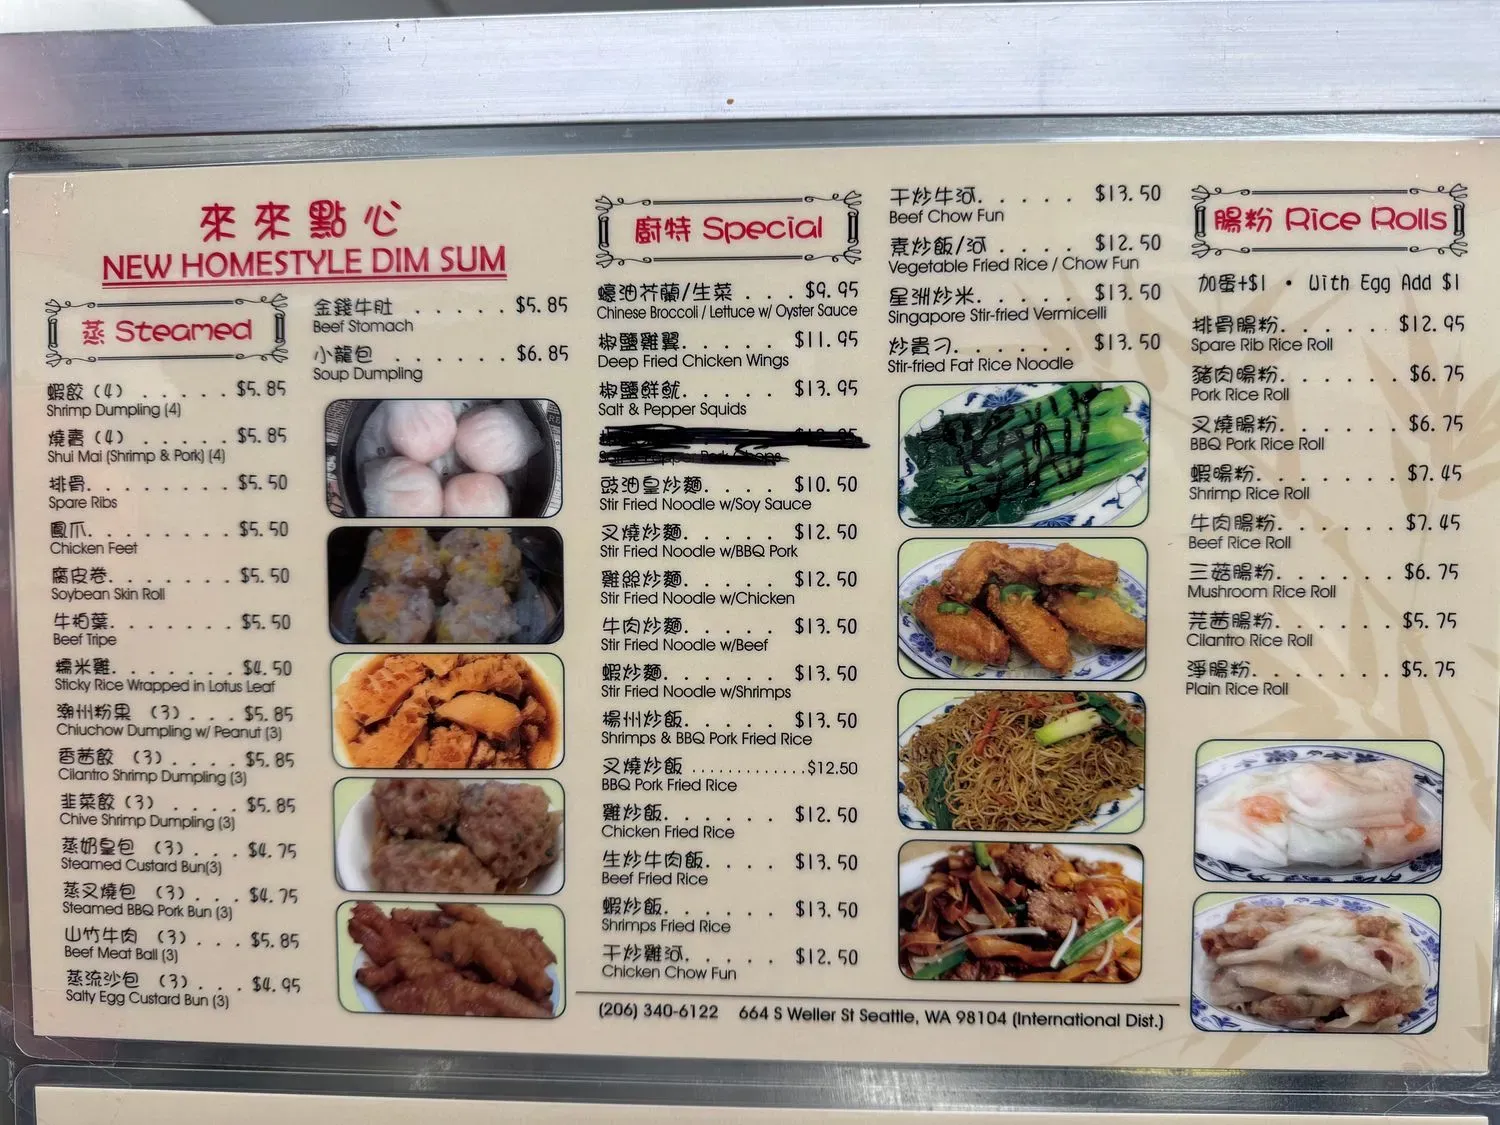 來來點心
NEW HOMESTYLE DIM SUM
蒸 Steamed
蝦餃 (4) . . . . . $5.85
Shrimp Dumpling (4)
燒賣 (4) . . . . . $5.85
Shui Mai (Shrimp & Pork) (4)
排骨. . . . . . . . $5.50
Spare Ribs
鳳爪. . . . . . . . $5.50
Chicken Feet
腐皮卷. . . . . . . $5.50
Soybean Skin Roll
牛柏葉. . . . . . . $5.50
Beef Tripe
糯米雞. . . . . . . $4.50
Sticky Rice Wrapped in Lotus Leaf
潮州粉果 (3) . . . $5.85
Chiuchow Dumpling w/ Peanut (3)
香茜餃 (3) . . . . $5.85
Cilantro Shrimp Dumpling (3)
韭菜餃 (3) . . . . $5.85
Chive Shrimp Dumpling (3)
蒸奶皇包 (3) . . . $4.75
Steamed Custard Bun(3)
蒸叉燒包 (3) . . . $4.75
Steamed BBQ Pork Bun (3)
山竹牛肉 (3) . . . $5.85
Beef Meat Ball (3)
蒸流沙包 (3) . . . $4.95
Salty Egg Custard Bun (3)
金錢牛肚 . . . . . . $5.85
Beef Stomach
小龍包 . . . . . . $6.85
Soup Dumpling
廚特 Special
蠔油芥蘭/生菜 . . . $9.95
Chinese Broccoli / Lettuce w/ Oyster Sauce
椒鹽雞翼. . . . . $11.95
Deep Fried Chicken Wings
椒鹽鮮魷. . . . . $13.95
Salt & Pepper Squids
豉油皇炒麵. . . . $10.50
Stir Fried Noodle w/Soy Sauce
叉燒炒麵. . . . . $12.50
Stir Fried Noodle w/BBQ Pork
雞絲炒麵. . . . . $12.50
Stir Fried Noodle w/Chicken
牛肉炒麵. . . . . $13.50
Stir Fried Noodle w/Beef
蝦炒麵. . . . . . $13.50
Stir Fried Noodle w/Shrimps
楊州炒飯. . . . . $13.50
Shrimps & BBQ Pork Fried Rice
叉燒炒飯 .............$12.50
BBQ Pork Fried Rice
雞炒飯. . . . . . $12.50
Chicken Fried Rice
生炒牛肉飯. . . . $13.50
Beef Fried Rice
蝦炒飯. . . . . . $13.50
Shrimps Fried Rice
干炒雞河. . . . . $12.50
Chicken Chow Fun
干炒牛河. . . . . $13.50
Beef Chow Fun
素炒飯/河 . . . . $12.50
Vegetable Fried Rice / Chow Fun
星洲炒米. . . . . $13.50
Singapore Stir-fried Vermicelli
炒貴刁. . . . . . $13.50
Stir-fried Fat Rice Noodle
(206) 340-6122 664 S Weller St Seattle, WA 98104 (International Dist.)
腸粉 Rice Rolls
加蛋+$1 • With Egg Add $1
排骨腸粉. . . . . $12.95
Spare Rib Rice Roll
豬肉腸粉. . . . . . $6.75
Pork Rice Roll
叉燒腸粉. . . . . . $6.75
BBQ Pork Rice Roll
蝦腸粉. . . . . . . $7.45
Shrimp Rice Roll
牛肉腸粉. . . . . . $7.45
Beef Rice Roll
三菇腸粉. . . . . . $6.75
Mushroom Rice Roll
芫茜腸粉. . . . . . $5.75
Cilantro Rice Roll
淨腸粉. . . . . . . $5.75
Plain Rice Roll